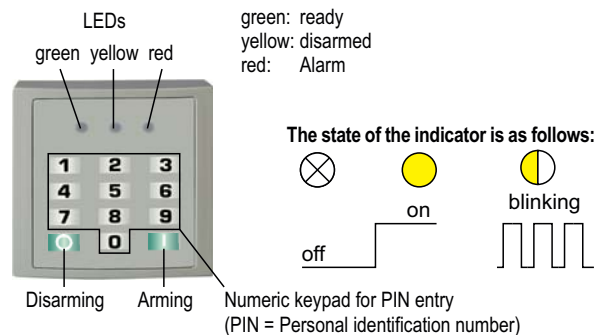 LEDs
green yellow red
green: ready
yellow: disarmed
red: Alarm
The state of the indicator is as follows:
off
on
blinking
1 2 3
4 5 6
7 8 9
0
Disarming
Arming
Numeric keypad for PIN entry
(PIN = Personal identification number)